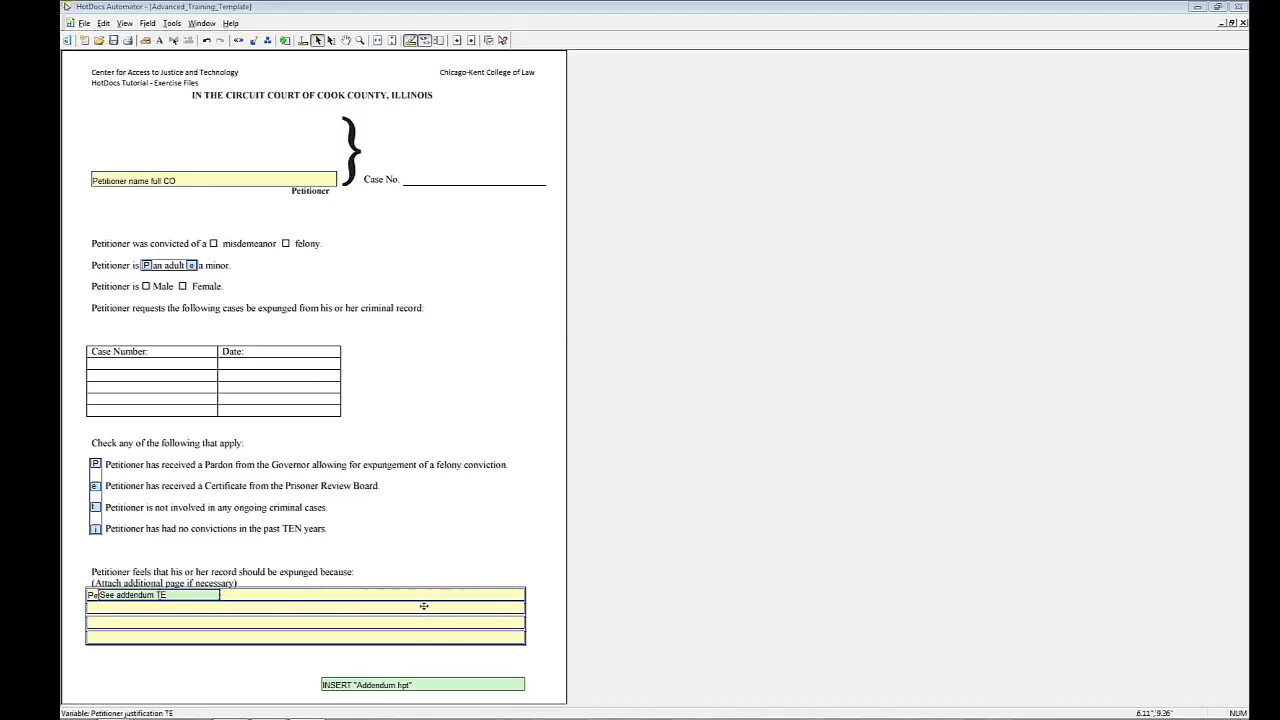 HotDocs Automator - [Advanced_Training_Template]
File Edit View Field Tools Window Help
Center for Access to Justice and Technology
Chicago-Kent College of Law
HotDocs Tutorial - Exercise Files
IN THE CIRCUIT COURT OF COOK COUNTY, ILLINOIS
}
Petitioner name full CO
Case No.
Petitioner
Petitioner was convicted of a misdemeanor felony.
Petitioner is P an adult e a minor.
Petitioner is Male Female.
Petitioner requests the following cases be expunged from his or her criminal record:
Case Number: Date:
Check any of the following that apply:
P Petitioner has received a Pardon from the Governor allowing for expungement of a felony conviction.
e Petitioner has received a Certificate from the Prisoner Review Board.
t Petitioner is not involved in any ongoing criminal cases.
i Petitioner has had no convictions in the past TEN years.
Petitioner feels that his or her record should be expunged because:
(Attach additional page if necessary)
Pe See addendum TE
INSERT "Addendum.hpt"
Variable: Petitioner justification TE
6.11", 9.36"
NUM